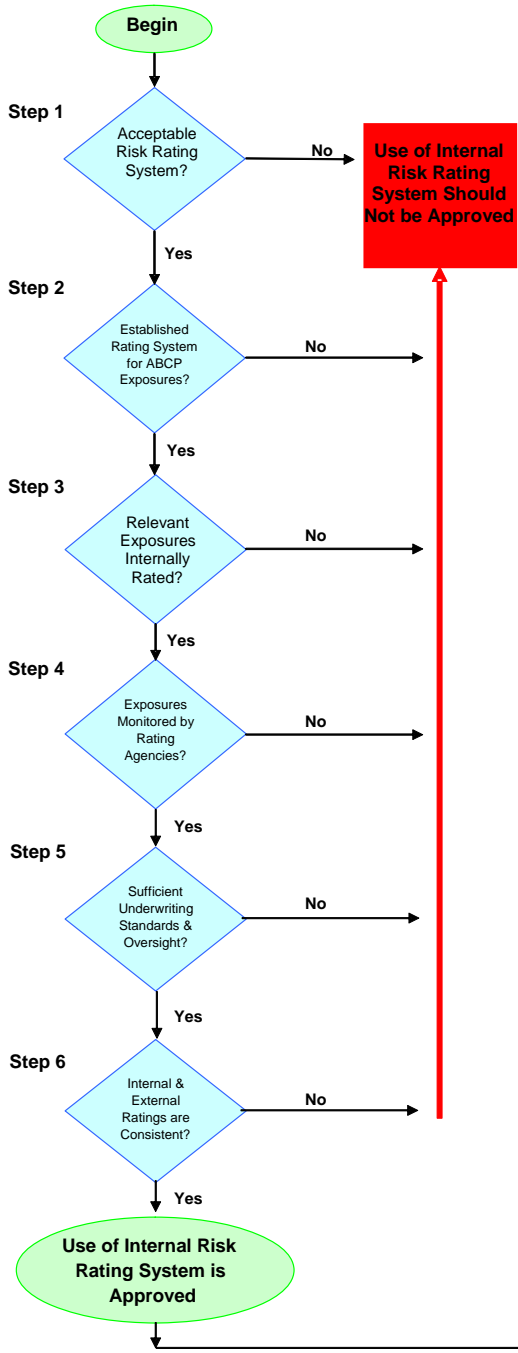 Begin
Step 1
Acceptable
Risk Rating
System?
No
Use of Internal
Risk Rating
System Should
Not be Approved
Yes
Step 2
Established
Rating System
for ABCP
Exposures?
No
Yes
Step 3
Relevant
Exposures
Internally
Rated?
No
Yes
Step 4
Exposures
Monitored by
Rating
Agencies?
No
Yes
Step 5
Sufficient
Underwriting
Standards &
Oversight?
No
Yes
Step 6
Internal &
External
Ratings are
Consistent?
No
Yes
Use of Internal Risk
Rating System is
Approved